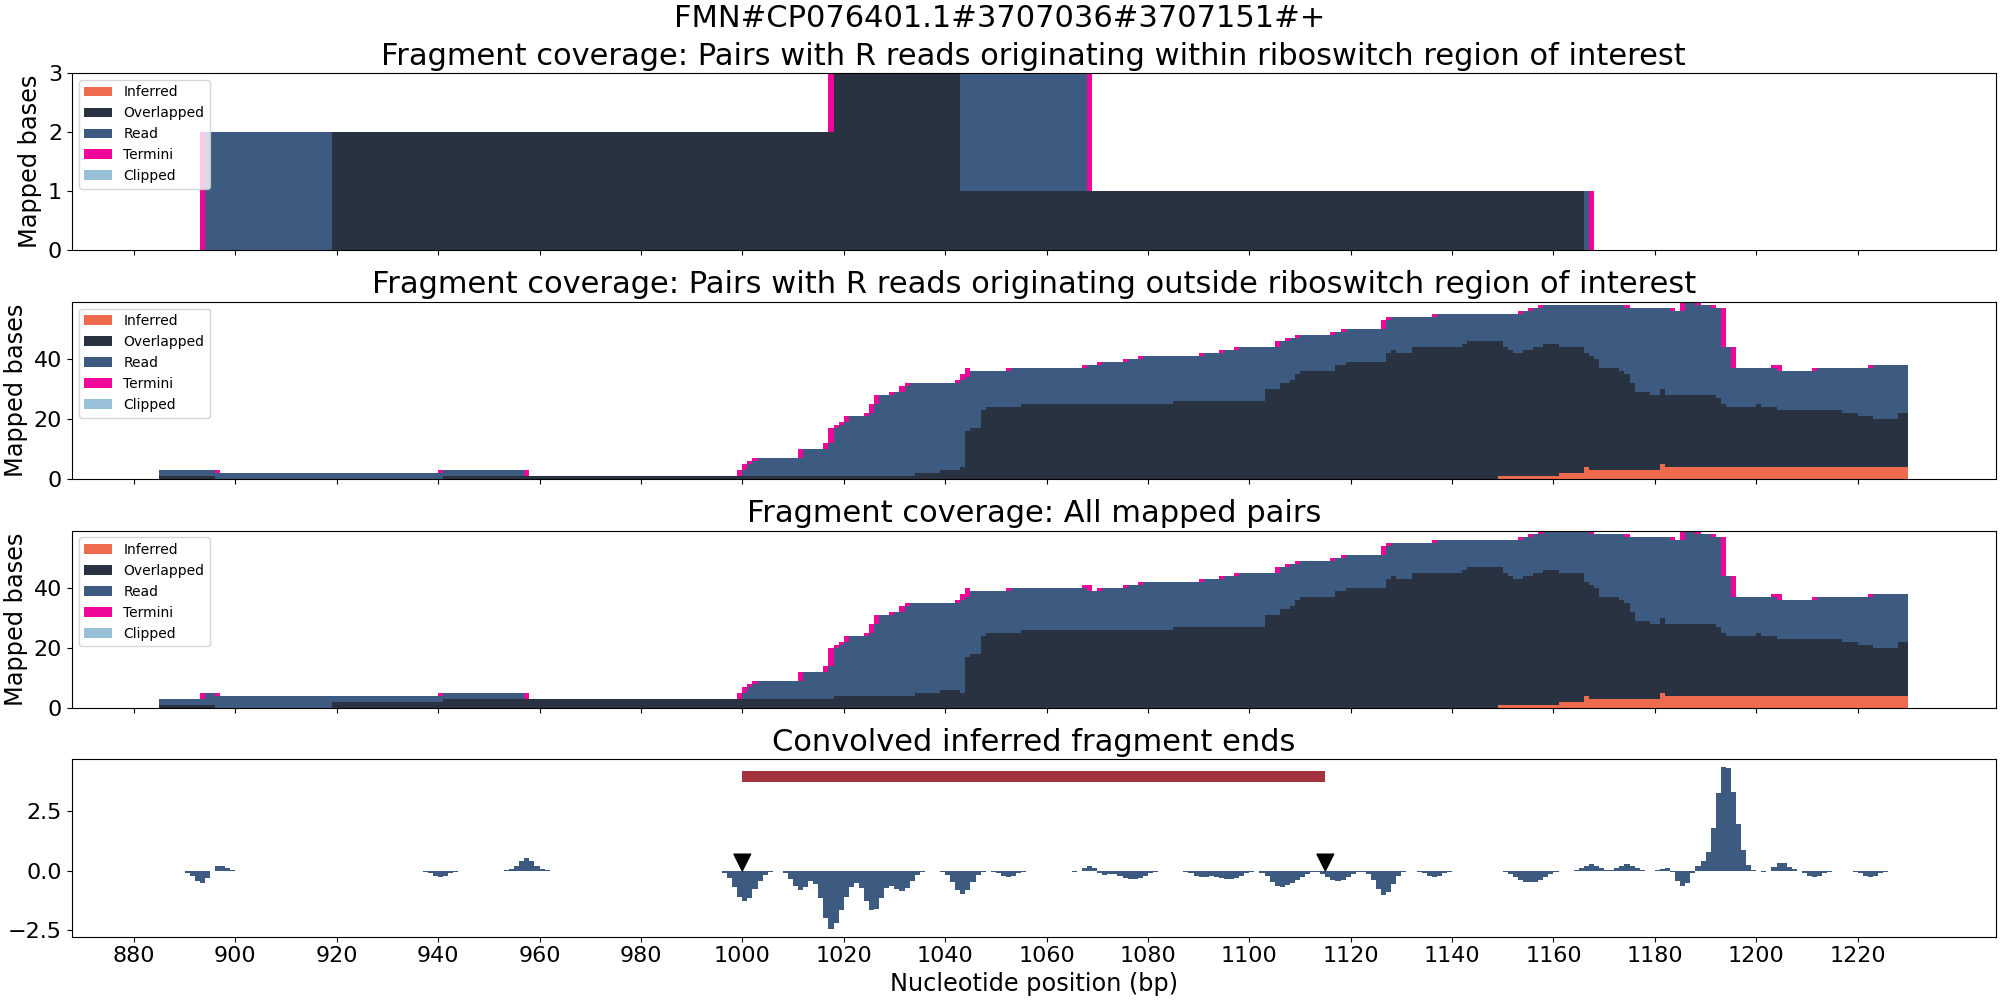 FMN#CP076401.1#3707036#3707151#+
Fragment coverage: Pairs with R reads originating within riboswitch region of interest
Mapped bases
3
2
1
0
Inferred
Overlapped
Read
Termini
Clipped
Fragment coverage: Pairs with R reads originating outside riboswitch region of interest
Mapped bases
40
20
0
Inferred
Overlapped
Read
Termini
Clipped
Fragment coverage: All mapped pairs
Mapped bases
40
20
0
Inferred
Overlapped
Read
Termini
Clipped
Convolved inferred fragment ends
2.5
0.0
−2.5
880 900 920 940 960 980 1000 1020 1040 1060 1080 1100 1120 1140 1160 1180 1200 1220
Nucleotide position (bp)